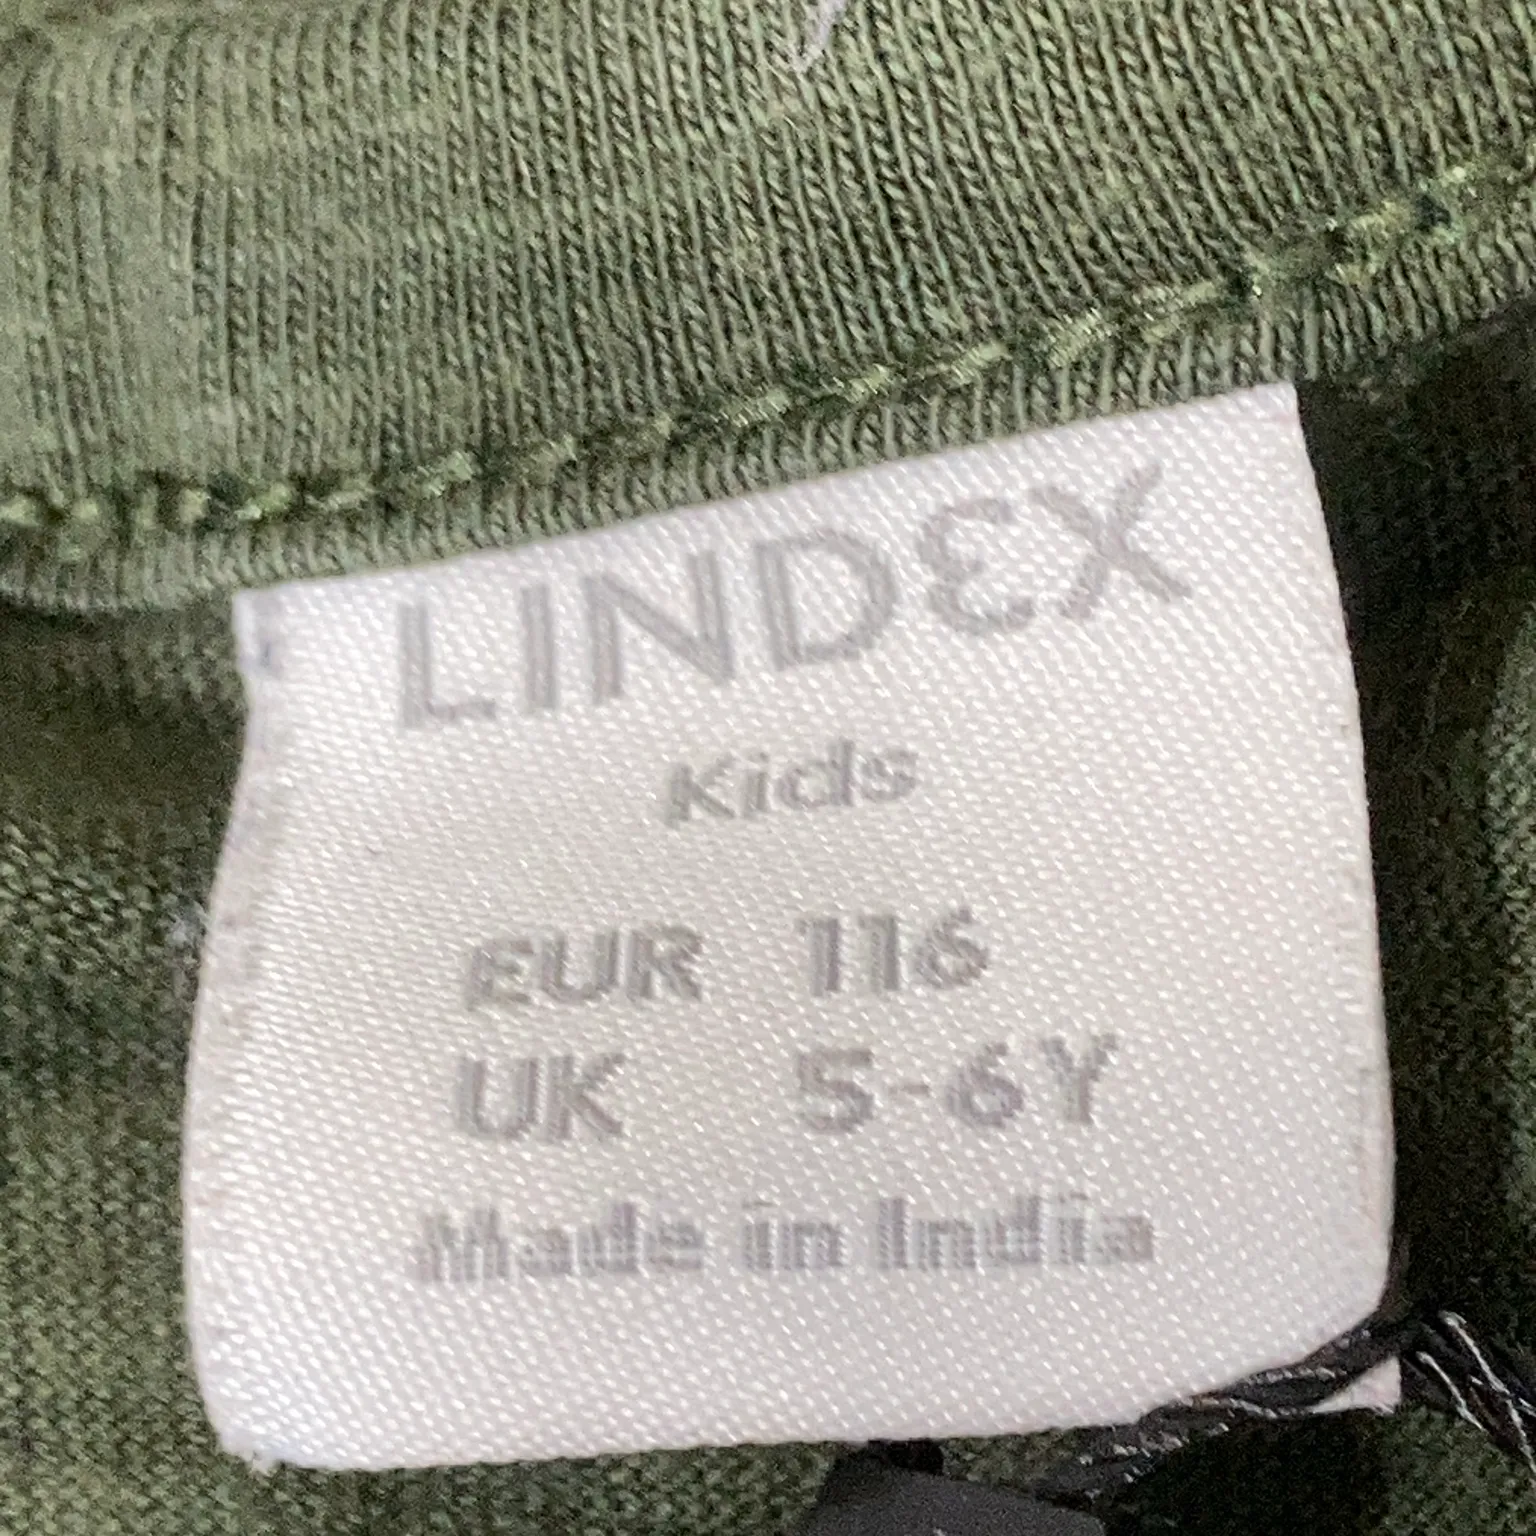 LINDEX
Kids
EUR 116
UK 5-6Y
Made in India